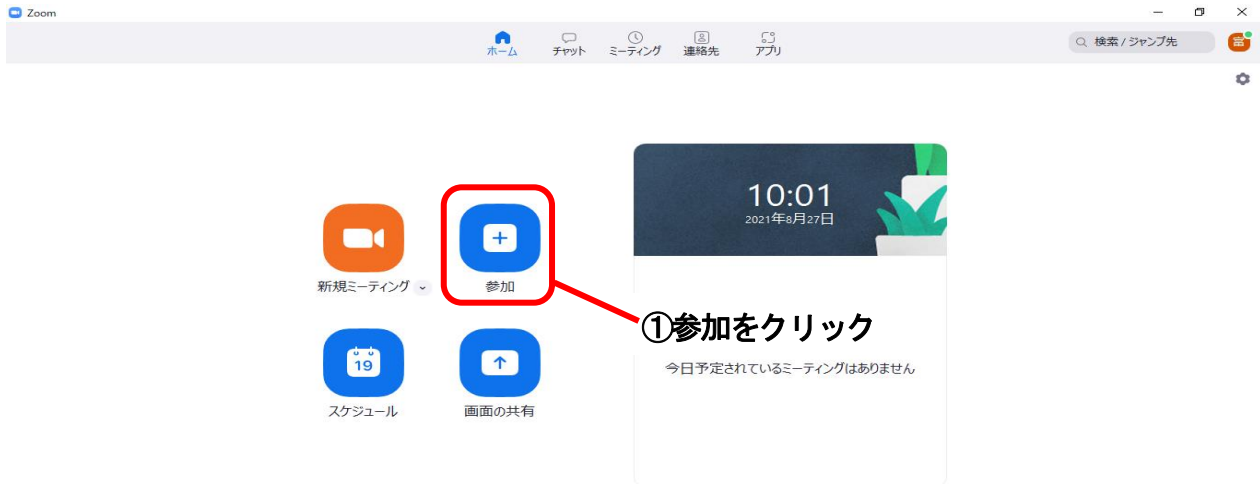 Zoom
ホーム
チャット
ミーティング
連絡先
アプリ
検索 / ジャンプ先
富
10:01
2021年8月27日
新規ミーティング
参加
①参加をクリック
19
スケジュール
画面の共有
今日予定されているミーティングはありません